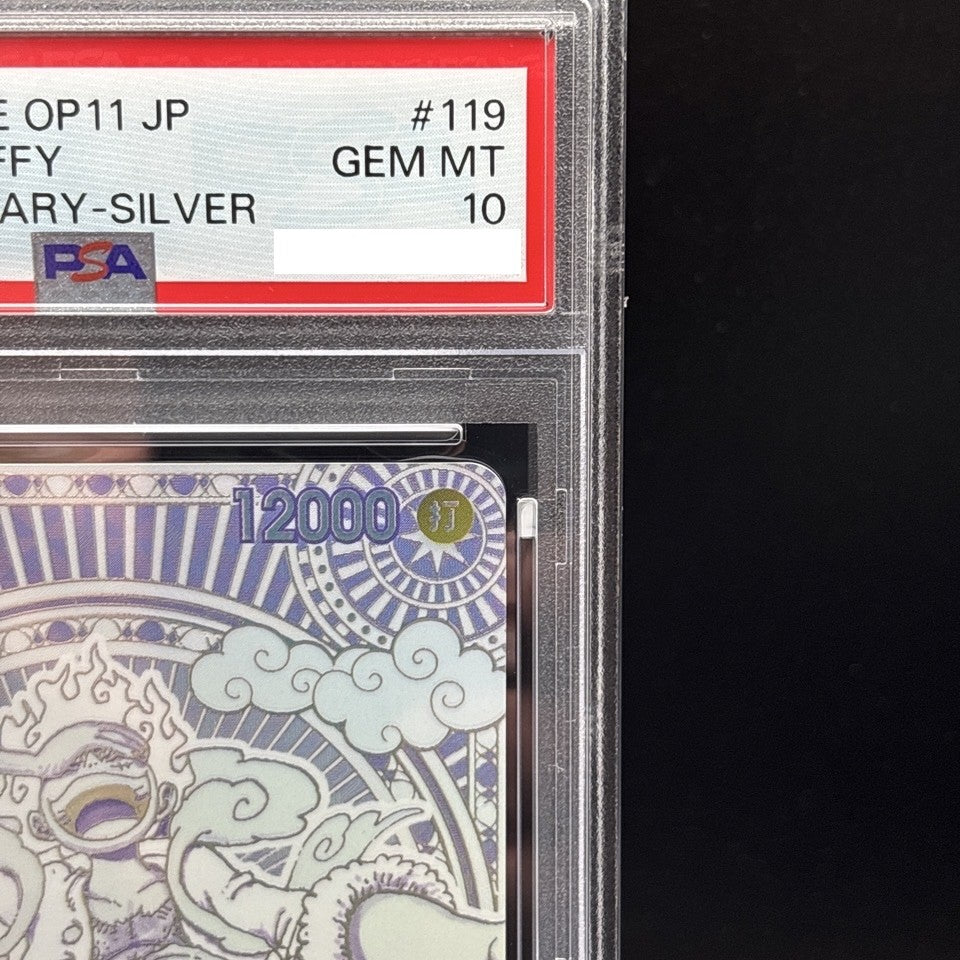 E OP11 JP #119
FFY GEM MT
ARY-SILVER 10
PSA
12000 打